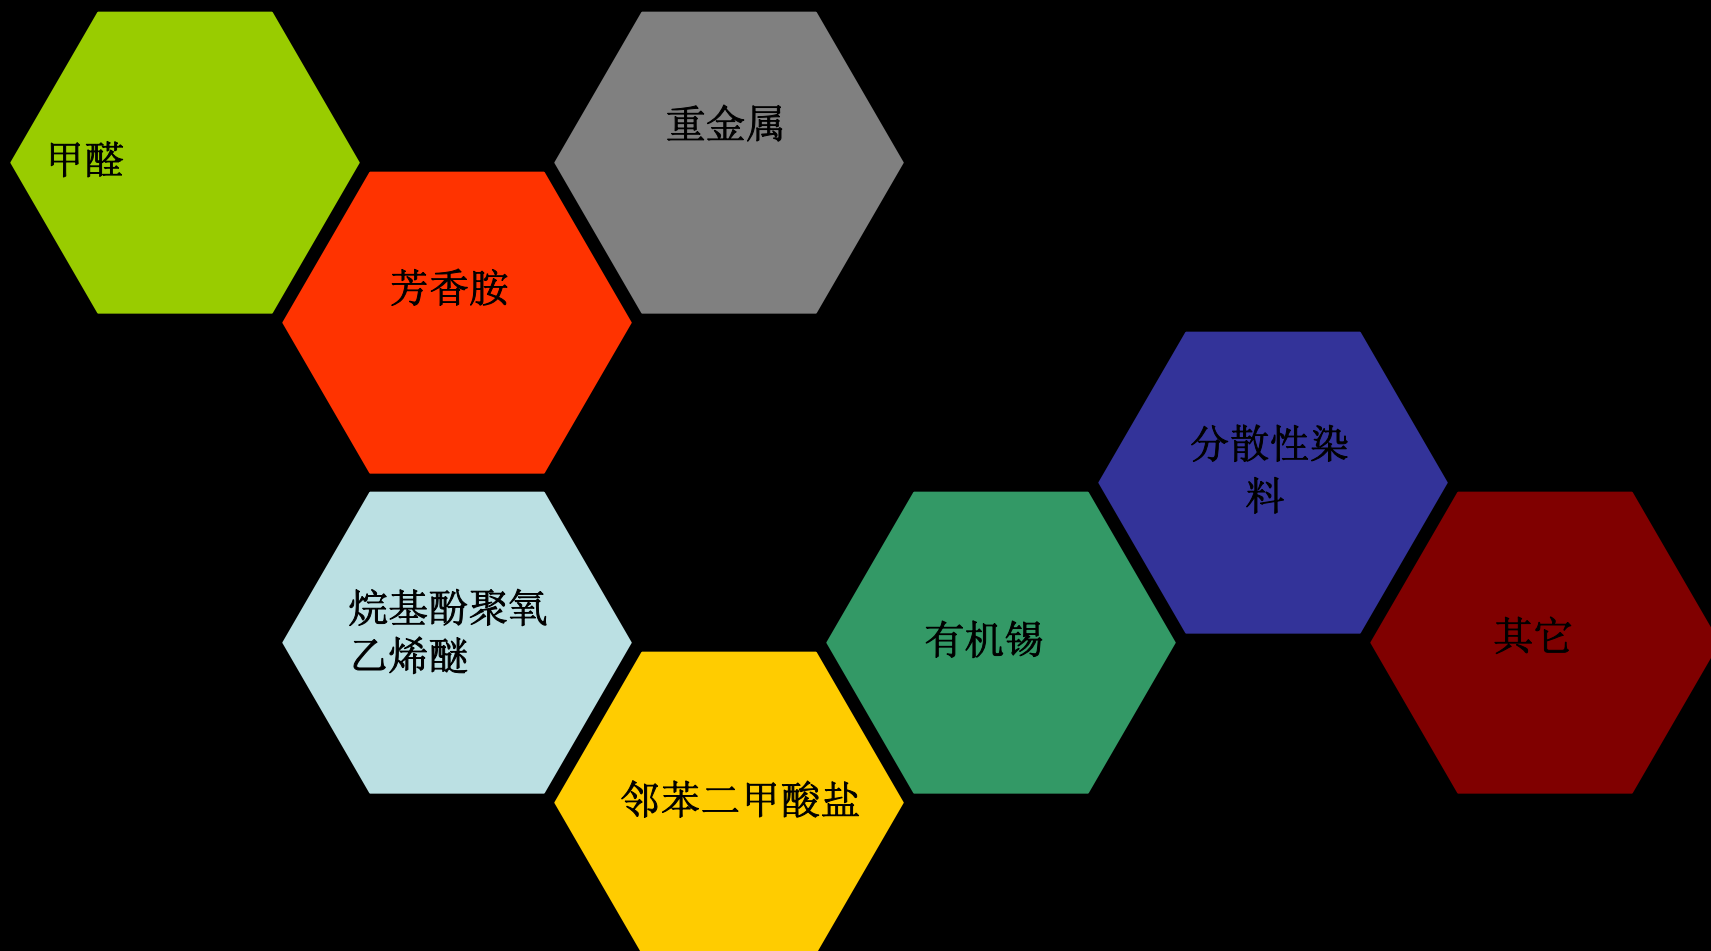 重金属
甲醛
芳香胺
分散性染
料
烷基酚聚氧
乙烯醚
有机锡
其它
邻苯二甲酸盐